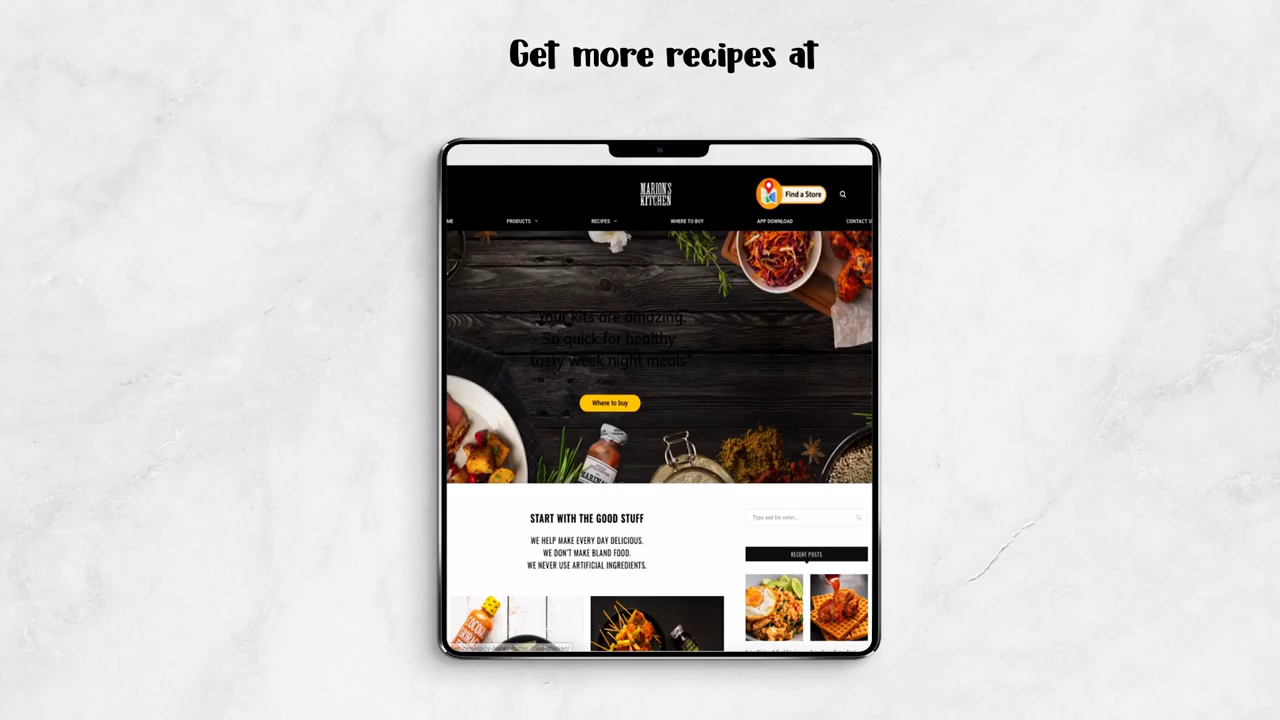 Get more recipes at
MARION'S
KITCHEN
Find a Store
ME PRODUCTS RECIPES WHERE TO BUY APP DOWNLOAD CONTACT U
"Your kits are amazing.
So quick for healthy
tasty week night meals"
Where to buy
START WITH THE GOOD STUFF
WE HELP MAKE EVERY DAY DELICIOUS.
WE DON'T MAKE BLAND FOOD.
WE NEVER USE ARTIFICIAL INGREDIENTS.
Type and hit enter...
RECENT POSTS